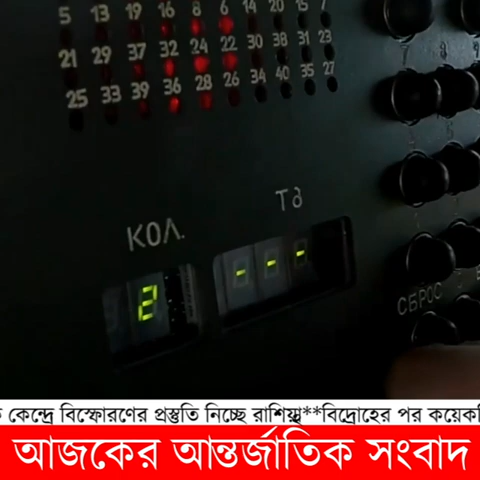 5 13 19 16 8 6 14 20 15 7
21 29 37 32 24 22 30 38 31 23
25 33 39 36 28 26 34 40 35 27
Тд
КОЛ.
2 - - -
СБРОС
কেন্দ্রে বিস্ফোরণের প্রস্তুতি নিচ্ছে রাশিয়া**বিদ্রোহের পর কয়েক
আজকের আন্তর্জাতিক সংবাদ